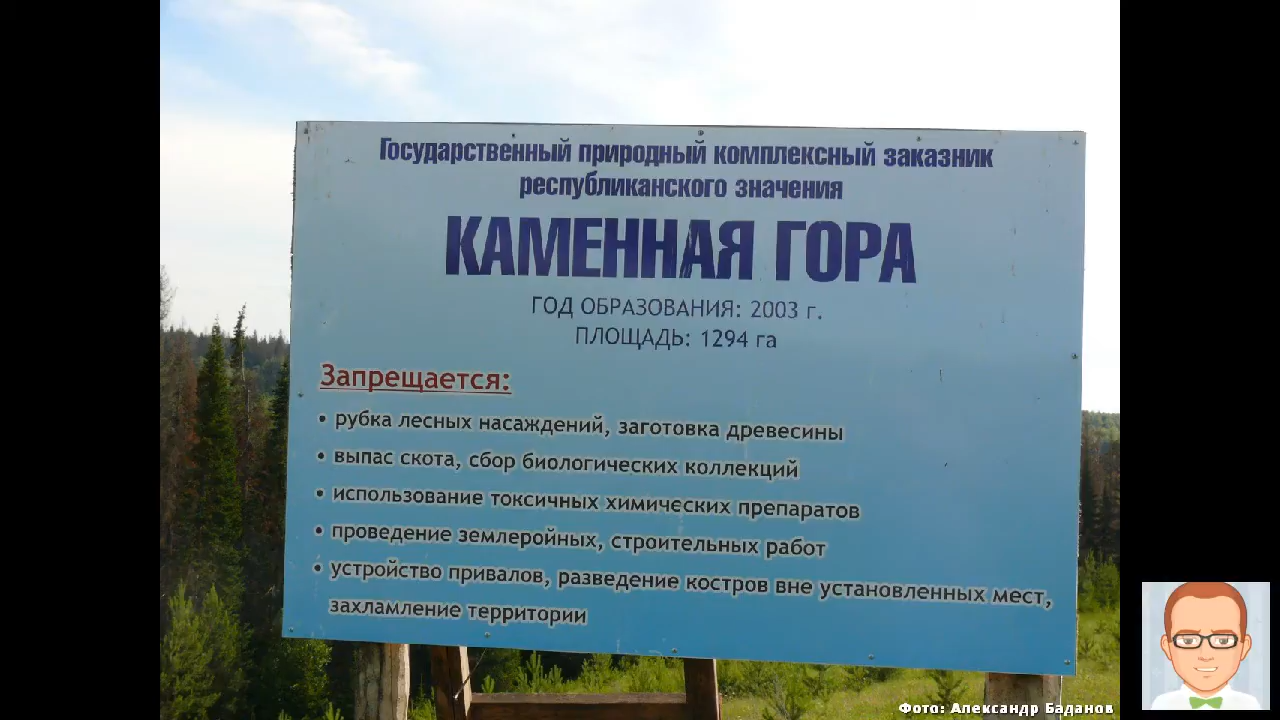 Государственный природный комплексный заказник
республиканского значения
КАМЕННАЯ ГОРА
ГОД ОБРАЗОВАНИЯ: 2003 г.
ПЛОЩАДЬ: 1294 га
Запрещается:
• рубка лесных насаждений, заготовка древесины
• выпас скота, сбор биологических коллекций
• использование токсичных химических препаратов
• проведение землеройных, строительных работ
• устройство привалов, разведение костров вне установленных мест,
захламление территории
Фото: Александр Баданов